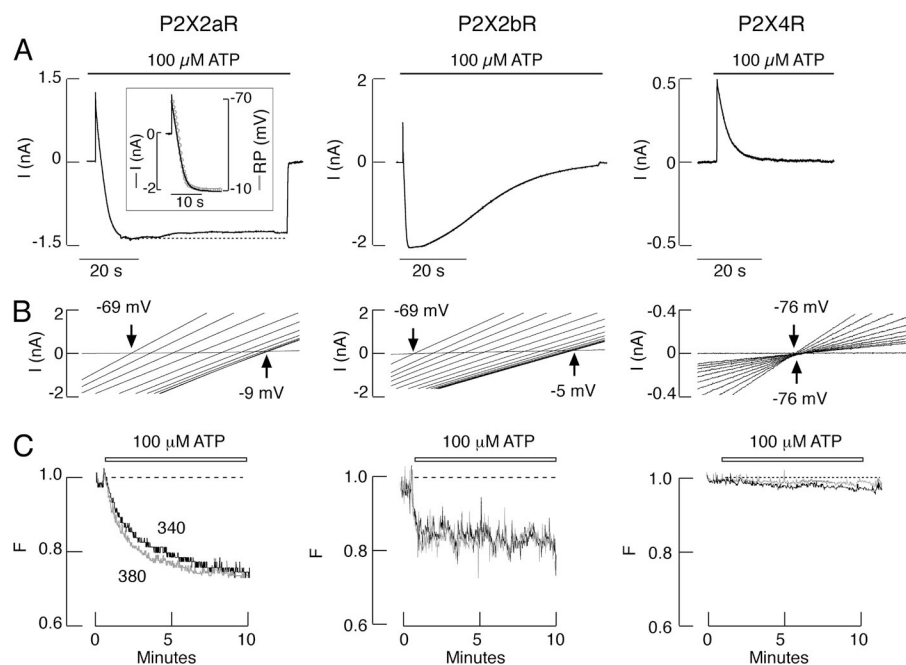 P2X2aR P2X2bR P2X4R
A
100 µM ATP 100 µM ATP 100 µM ATP
1.5 2 0.5
-70
0
I (nA) RP (mV)
-2 -10
10 s
I (nA) 0 I (nA) 0 I (nA) 0
-1.5 -2 -0.5
20 s 20 s 20 s
B
-69 mV -69 mV -76 mV
2 2 -0.4
I (nA) 0 I (nA) 0 I (nA) 0
-2 -2 0.4
-9 mV -5 mV -76 mV
C
100 µM ATP 100 µM ATP 100 µM ATP
1.0 1.0 1.0
340
F 0.8 F 0.8 F 0.8
380
0.6 0.6 0.6
0 5 10 0 5 10 0 5 10
Minutes Minutes Minutes